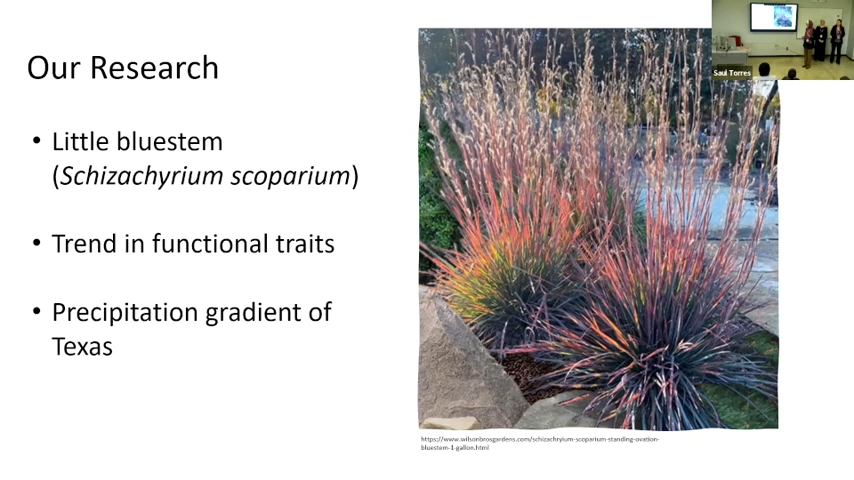 Our Research
• Little bluestem
(Schizachyrium scoparium)
• Trend in functional traits
• Precipitation gradient of
Texas
Saul Torres
https://www.wilsonbrosgardens.com/schizachryium-scoparium-standing-ovation-
bluestem-1-gallon.html